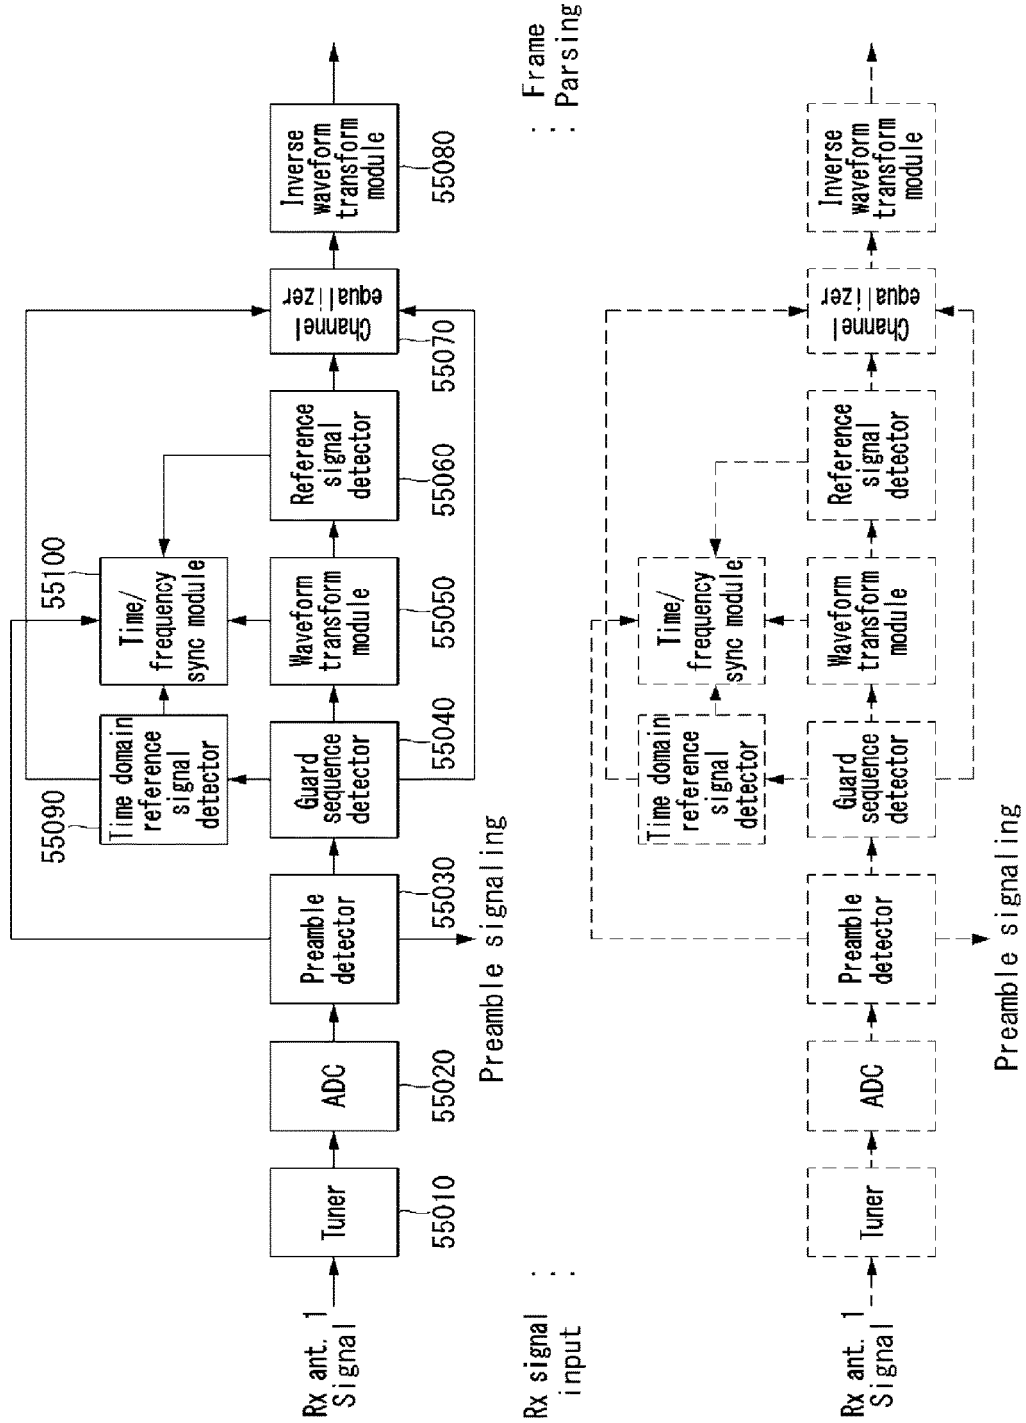 Rx ant. 1
Signal
Tuner
55010
ADC
55020
Preamble
detector
55030
Preamble signaling
Guard
sequence
detector
55040
Time domain
reference
signal
detector
55090
Time/
frequency
sync module
55100
Waveform
transform
module
55050
Reference
signal
detector
55060
Channel
equalizer
55070
Inverse
waveform
transform
module
55080
Rx signal
input
Frame
Parsing
Rx ant. 1
Signal
Tuner
ADC
Preamble
detector
Preamble signaling
Guard
sequence
detector
Time domain
reference
signal
detector
Time/
frequency
sync module
Waveform
transform
module
Reference
signal
detector
Channel
equalizer
Inverse
waveform
transform
module